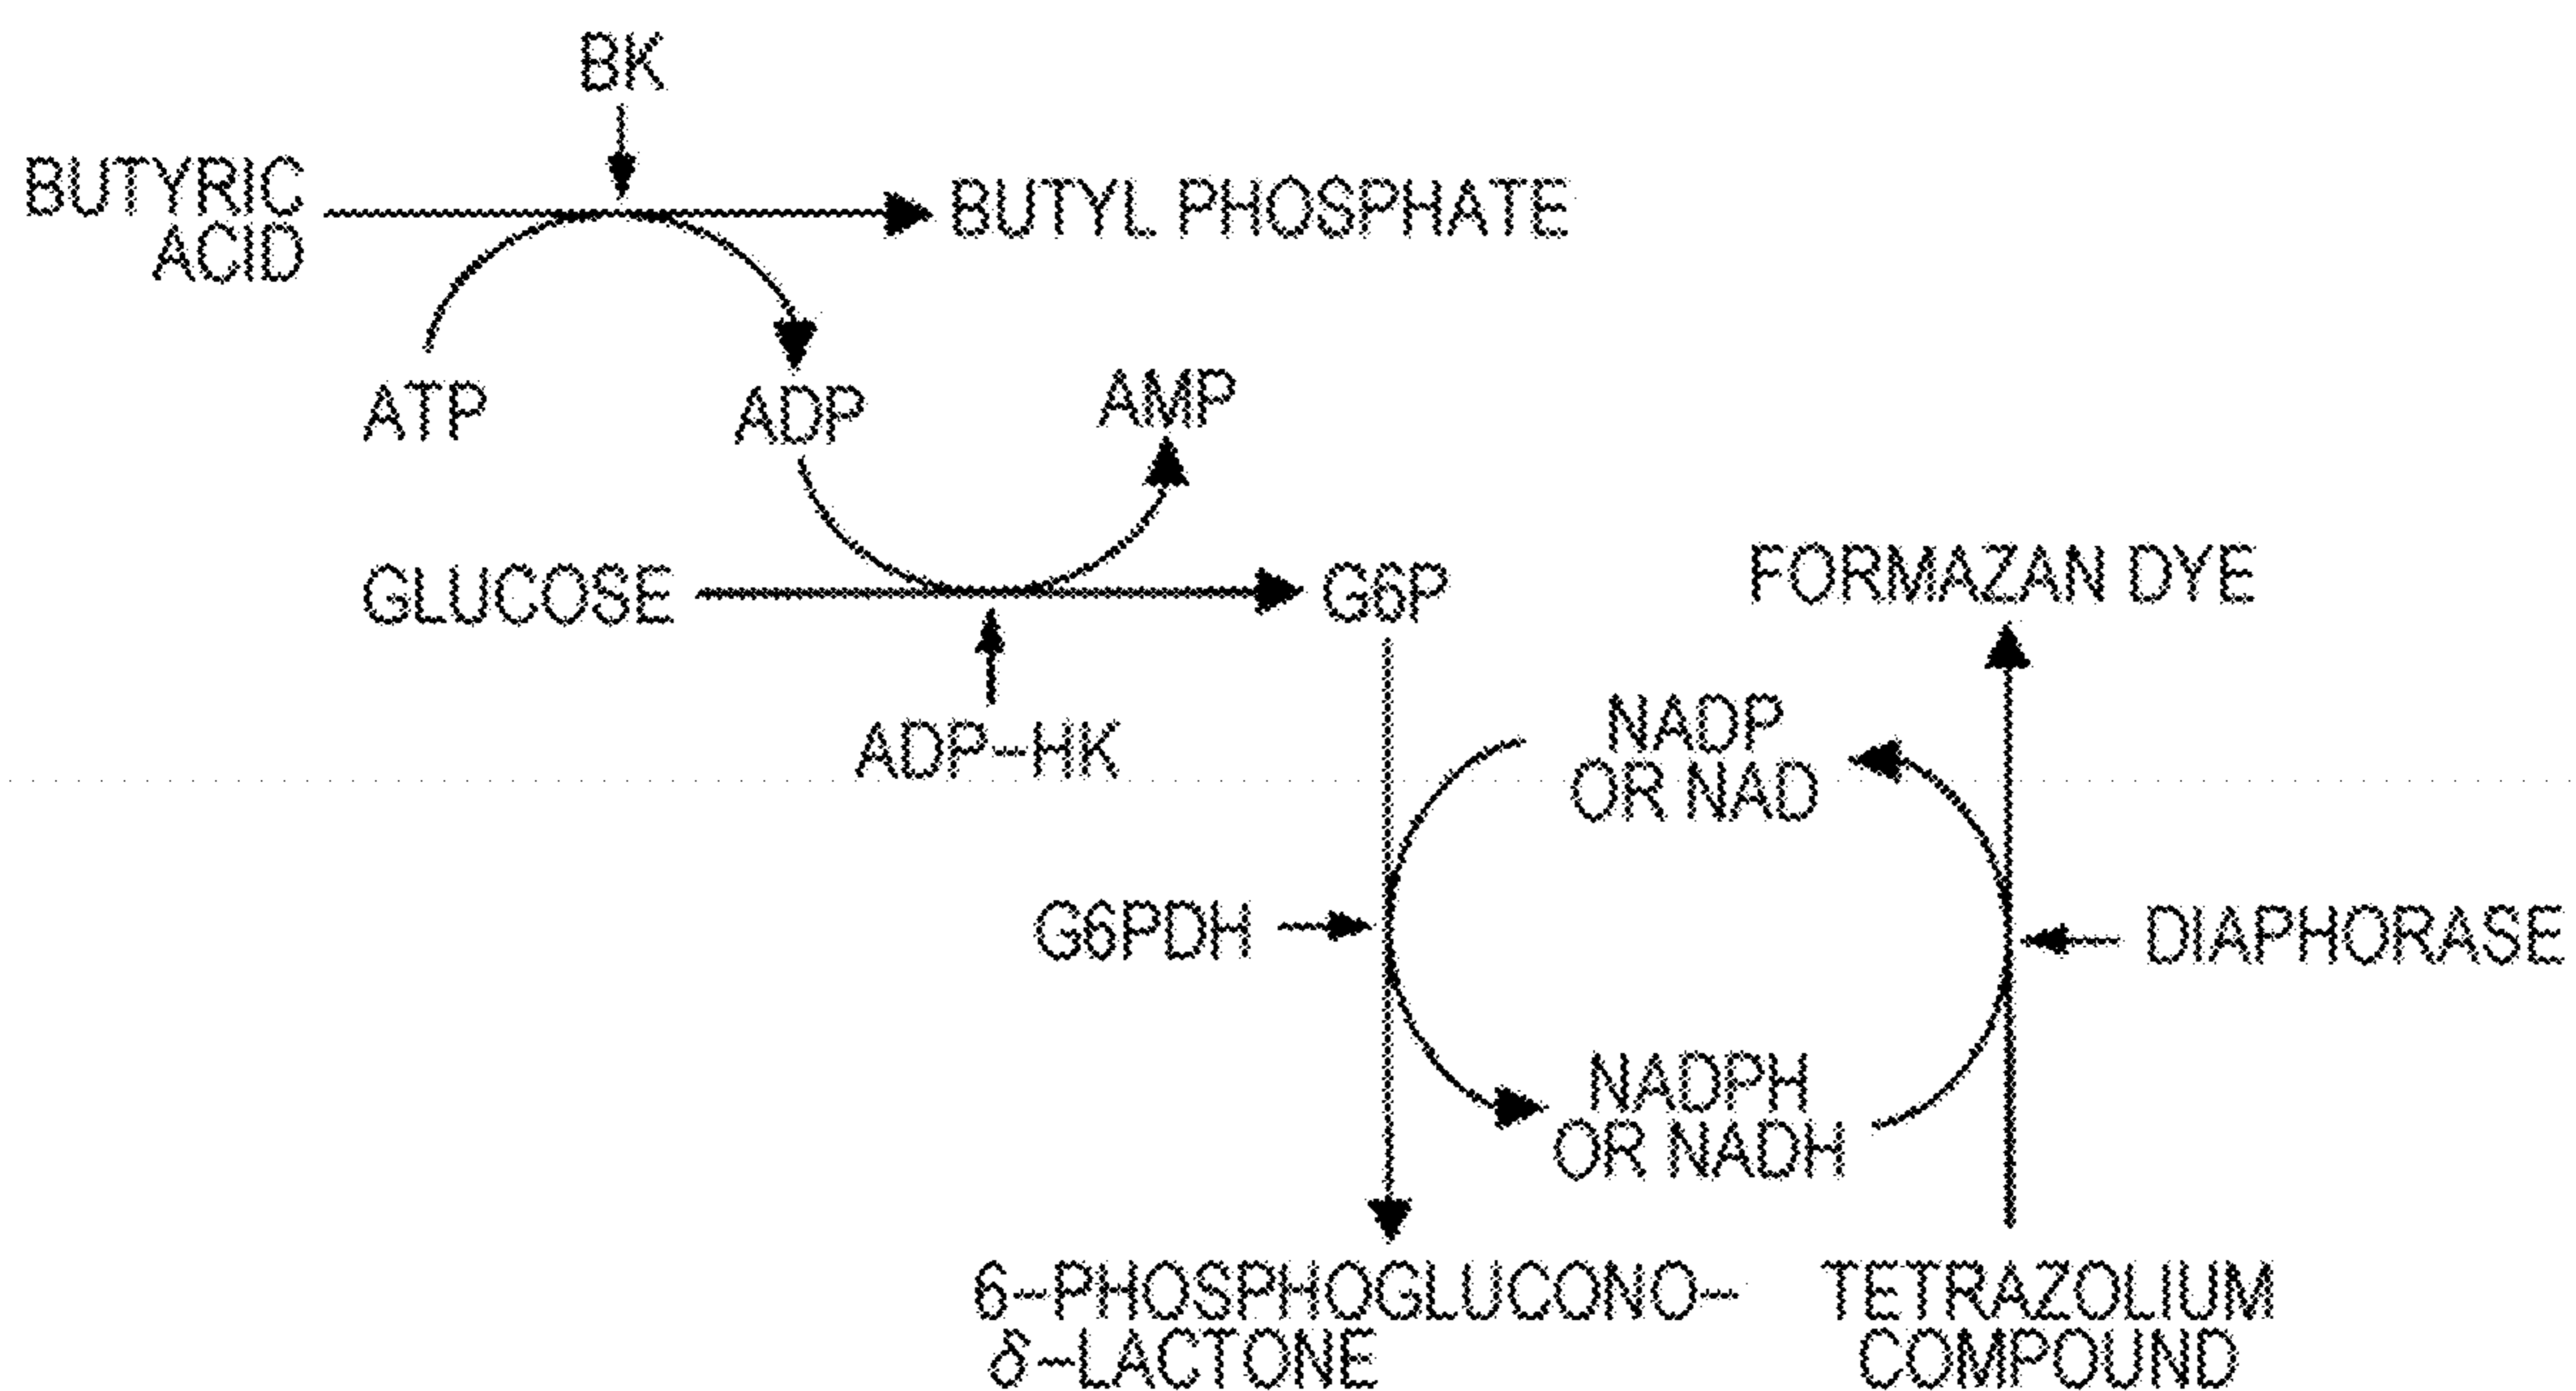 BK
BUTYRIC
ACID
BUTYL PHOSPHATE
ATP
ADP
AMP
GLUCOSE
G6P
FORMAZAN DYE
ADP-HK
NADP
OR NAD
G6PDH
DIAPHORASE
NADPH
OR NADH
6-PHOSPHOGLUCONO-
δ-LACTONE
TETRAZOLIUM
COMPOUND